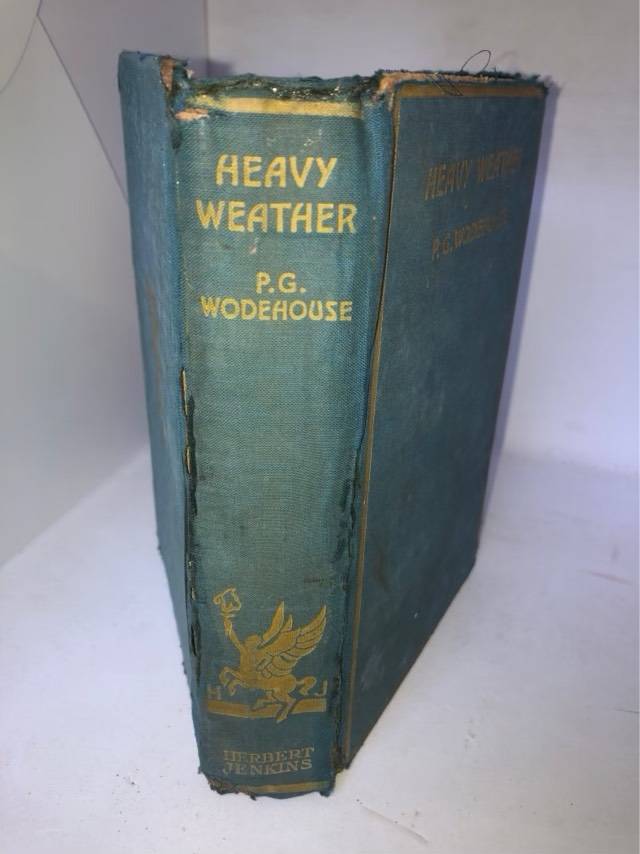 HEAVY
WEATHER
P.G.
WODEHOUSE
H J
HERBERT
JENKINS
HEAVY WEATHER
P.G. WODEHOUSE